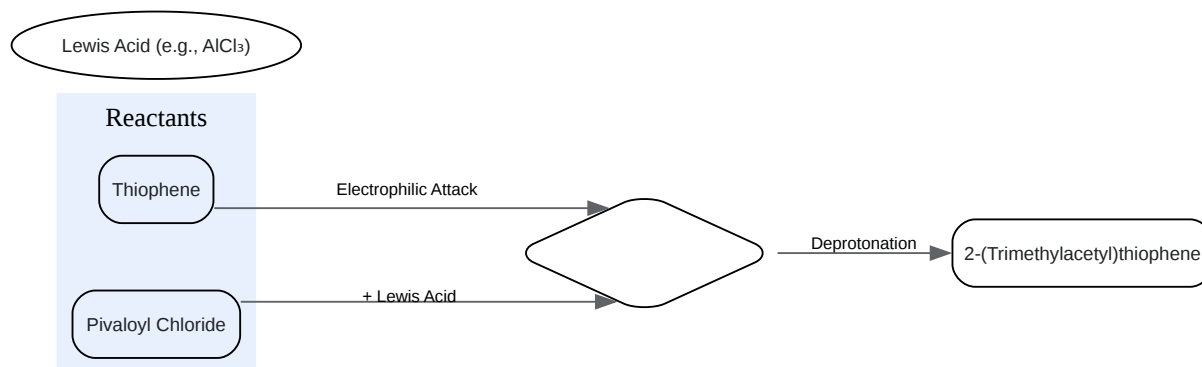 Lewis Acid (e.g., AlCl₃)
Reactants
Thiophene
Electrophilic Attack
Deprotonation
2-(Trimethylacetyl)thiophene
+ Lewis Acid
Pivaloyl Chloride